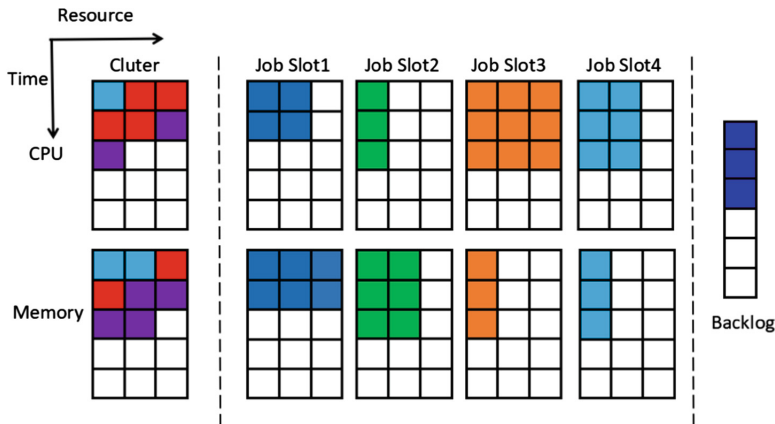 Resource
Time
Cluter
Job Slot1
Job Slot2
Job Slot3
Job Slot4
CPU
Memory
Backlog